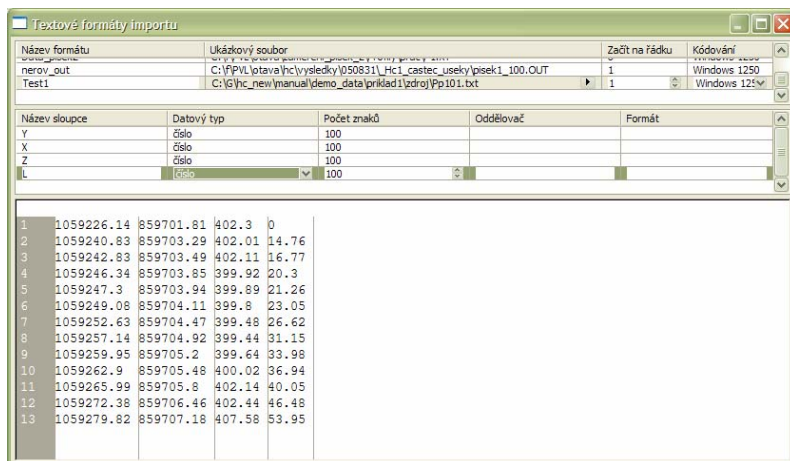 Textové formáty importu
Název formátu Ukázkový soubor Začít na řádku Kódování
nerov_out C:\f\PVL\otava\hc\vysledky\050831\_Hc1_castec_useky\pisek1_100.OUT 1 Windows 1250
Test1 C:\G\hc_new\manual\demo_data\priklad1\zdroj\Pp101.txt 1 Windows 125
Název sloupce Datový typ Počet znaků Oddělovač Formát
Y číslo 100
X číslo 100
Z číslo 100
L číslo 100
1 1059226.14 859701.81 402.3 0
2 1059240.83 859703.29 402.01 14.76
3 1059242.83 859703.49 402.11 16.77
4 1059246.34 859703.85 399.92 20.3
5 1059247.3 859703.94 399.89 21.26
6 1059249.08 859704.11 399.8 23.05
7 1059252.63 859704.47 399.48 26.62
8 1059257.14 859704.92 399.44 31.15
9 1059259.95 859705.2 399.64 33.98
10 1059262.9 859705.48 400.02 36.94
11 1059265.99 859705.8 402.14 40.05
12 1059272.38 859706.46 402.44 46.48
13 1059279.82 859707.18 407.58 53.95